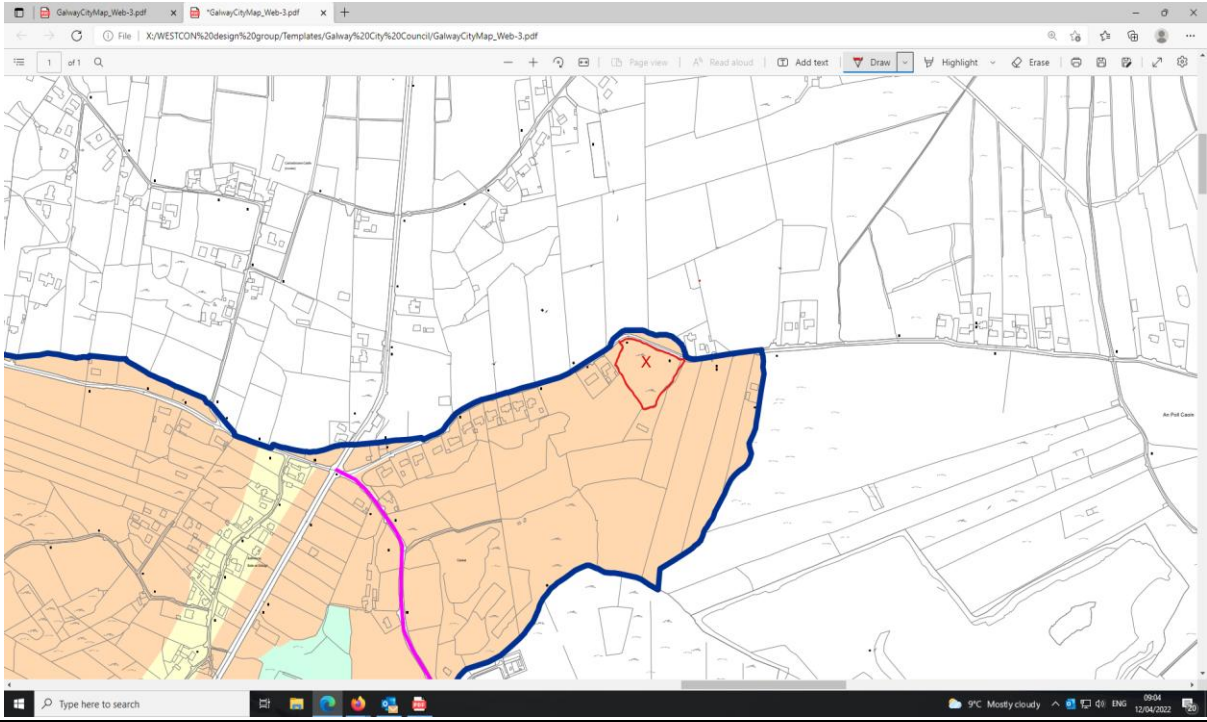 GalwayCityMap_Web-3.pdf
*GalwayCityMap_Web-3.pdf
File | X:/WESTCON%20design%20group/Templates/Galway%20City%20Council/GalwayCityMap_Web-3.pdf
1 of 1
Page view | Read aloud | Add text | Draw | Highlight Erase
X
An Poll Caoin
Type here to search
9°C Mostly cloudy ENG 09:04
12/04/2022
20